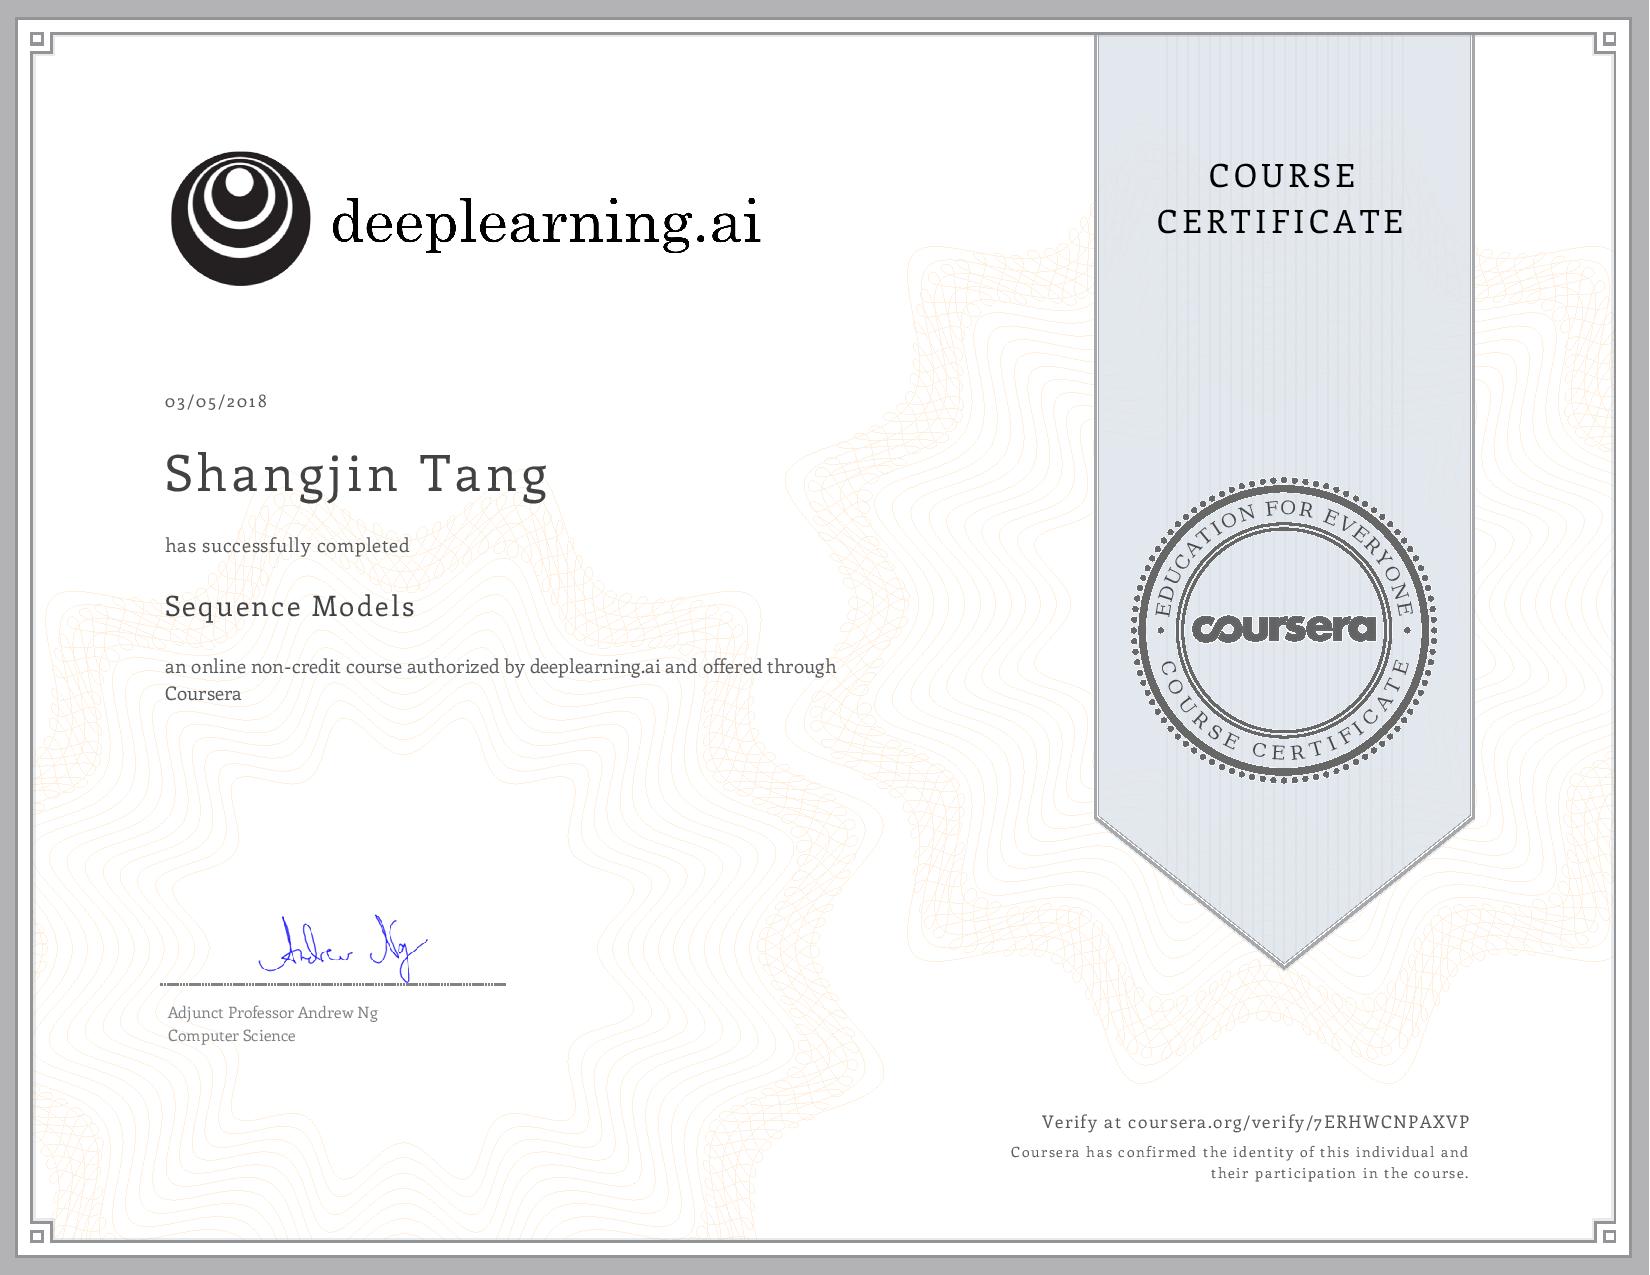 deeplearning.ai
COURSE
CERTIFICATE
03/05/2018
Shangjin Tang
has successfully completed
Sequence Models
an online non-credit course authorized by deeplearning.ai and offered through
Coursera
EDUCATION FOR EVERYONE
coursera
COURSE CERTIFICATE
Andrew Ng
Adjunct Professor Andrew Ng
Computer Science
Verify at coursera.org/verify/7ERHWCNPAXVP
Coursera has confirmed the identity of this individual and
their participation in the course.